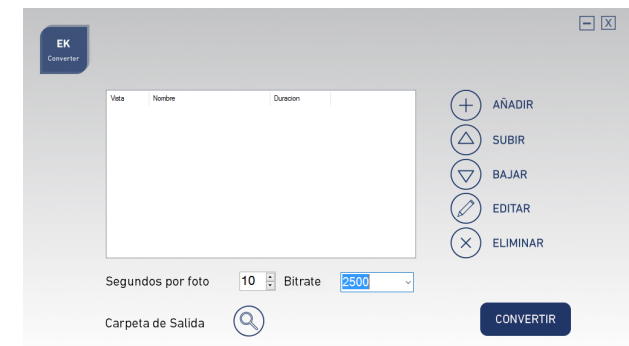 X
EK
Converter
Vista Nombre Duracion
AÑADIR
SUBIR
BAJAR
EDITAR
ELIMINAR
Segundos por foto 10 Bitrate 2500
Carpeta de Salida
CONVERTIR